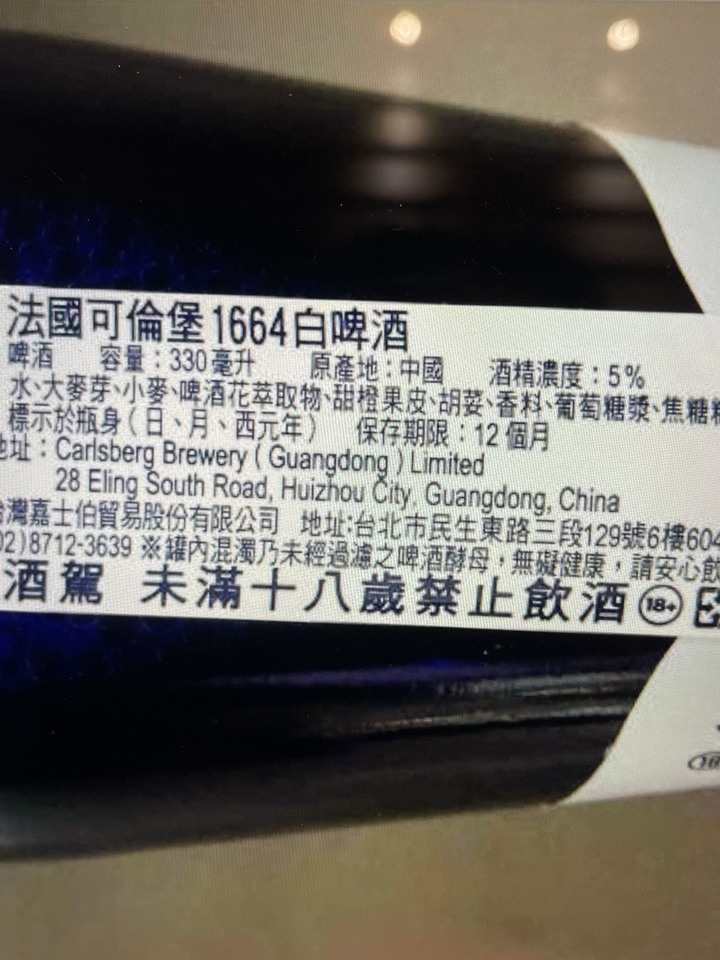 法國可倫堡1664白啤酒
啤酒 容量：330毫升 原產地：中國 酒精濃度：5%
水、大麥芽、小麥、啤酒花萃取物、甜橙果皮、胡荽、香料、葡萄糖漿、焦糖
標示於瓶身（日、月、西元年） 保存期限：12個月
地址：Carlsberg Brewery ( Guangdong ) Limited
28 Eling South Road, Huizhou City, Guangdong, China
台灣嘉士伯貿易股份有限公司 地址:台北市民生東路三段129號6樓604
02)8712-3639 ※罐內混濁乃未經過濾之啤酒酵母，無礙健康，請安心飲
酒駕 未滿十八歲禁止飲酒 18+